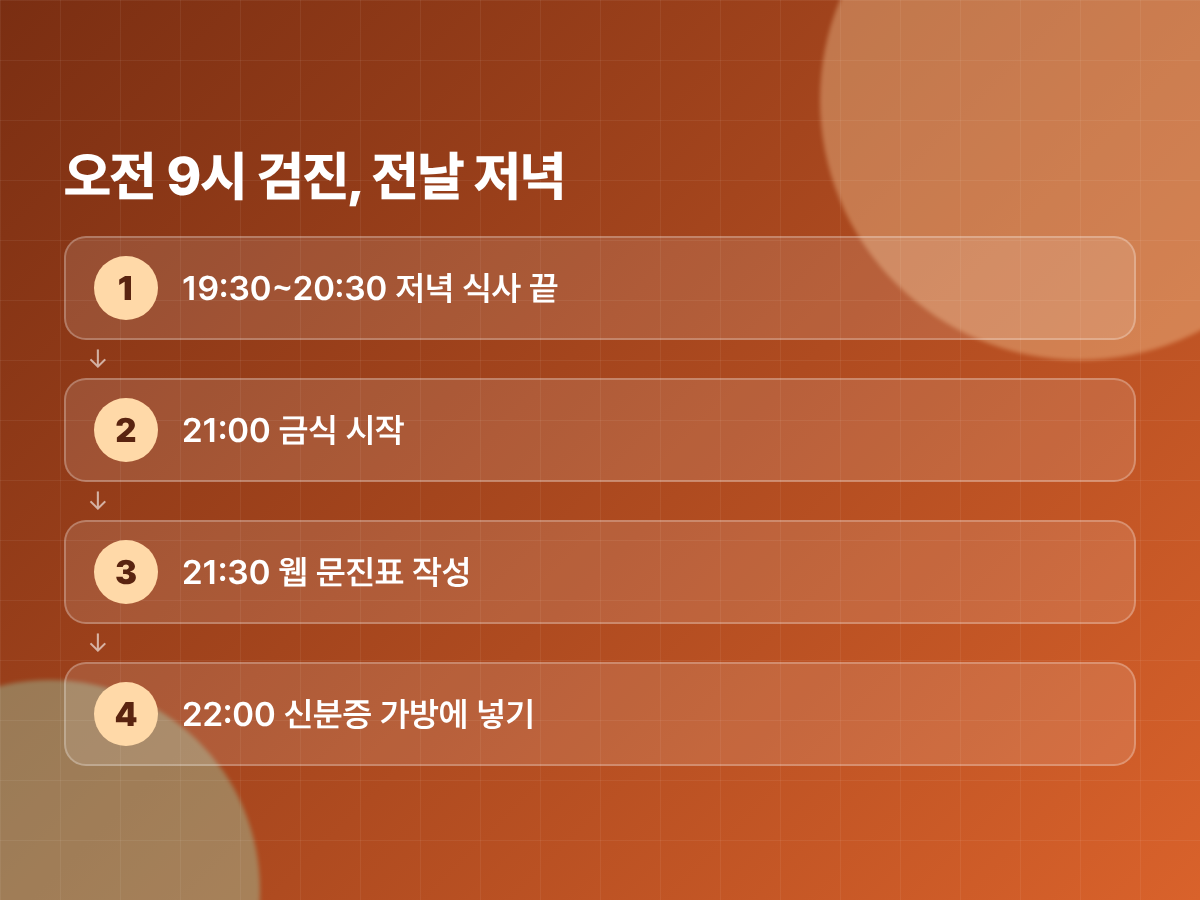 오전 9시 검진, 전날 저녁
1 19:30~20:30 저녁 식사 끝
↓
2 21:00 금식 시작
↓
3 21:30 웹 문진표 작성
↓
4 22:00 신분증 가방에 넣기